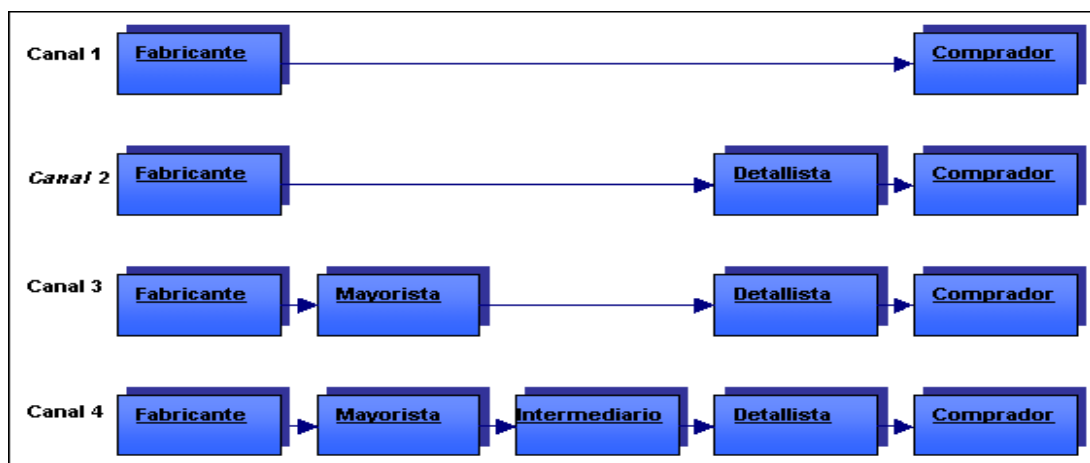 Canal 1 Fabricante Comprador
Canal 2 Fabricante Detallista Comprador
Canal 3 Fabricante Mayorista Detallista Comprador
Canal 4 Fabricante Mayorista Intermediario Detallista Comprador